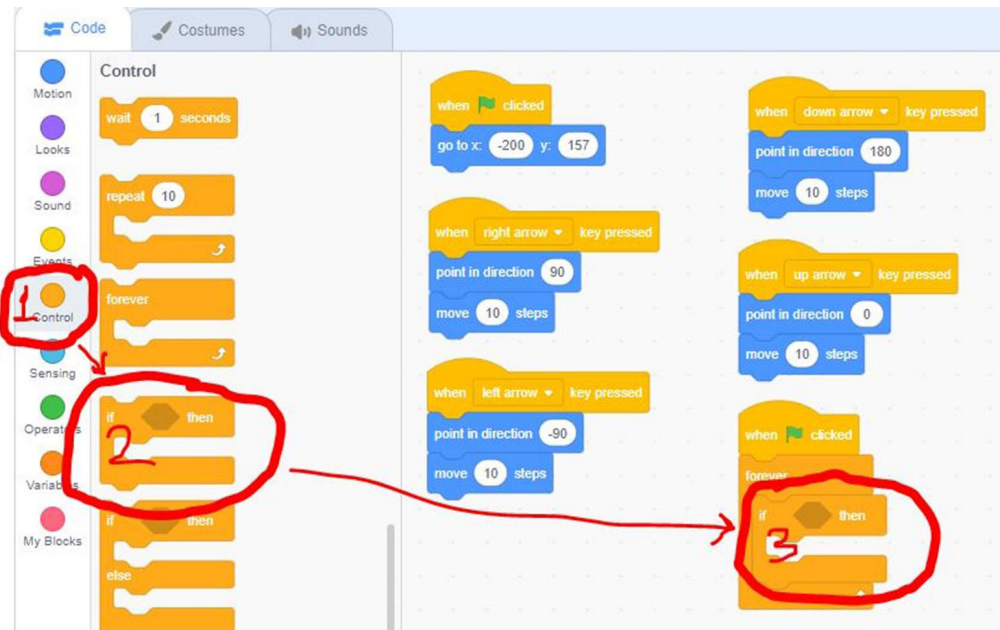 Code
Costumes
Sounds
Motion
Looks
Sound
Events
Control
Sensing
Operators
Variables
My Blocks
Control
wait 1 seconds
repeat 10
forever
if then
if then
else
when clicked
go to x: -200 y: 157
when right arrow key pressed
point in direction 90
move 10 steps
when left arrow key pressed
point in direction -90
move 10 steps
when down arrow key pressed
point in direction 180
move 10 steps
when up arrow key pressed
point in direction 0
move 10 steps
when clicked
forever
if then
1
2
3